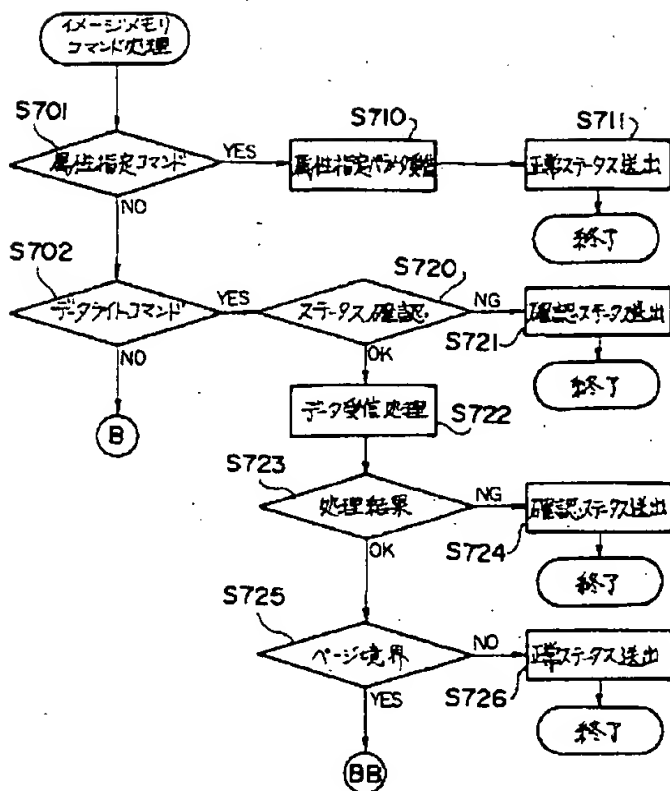 イメージメモリ
コマンド処理
S701
属性指定コマンド
YES
NO
S710
属性指定パラメタ受信
S711
正常ステータス送出
終了
S702
データライトコマンド
YES
NO
B
S720
ステータス確認
NG
OK
S721
確認ステータス送出
終了
データ受信処理
S722
S723
処理結果
NG
OK
確認ステータス送出
S724
終了
S725
ページ境界
NO
YES
正常ステータス送出
S726
終了
BB